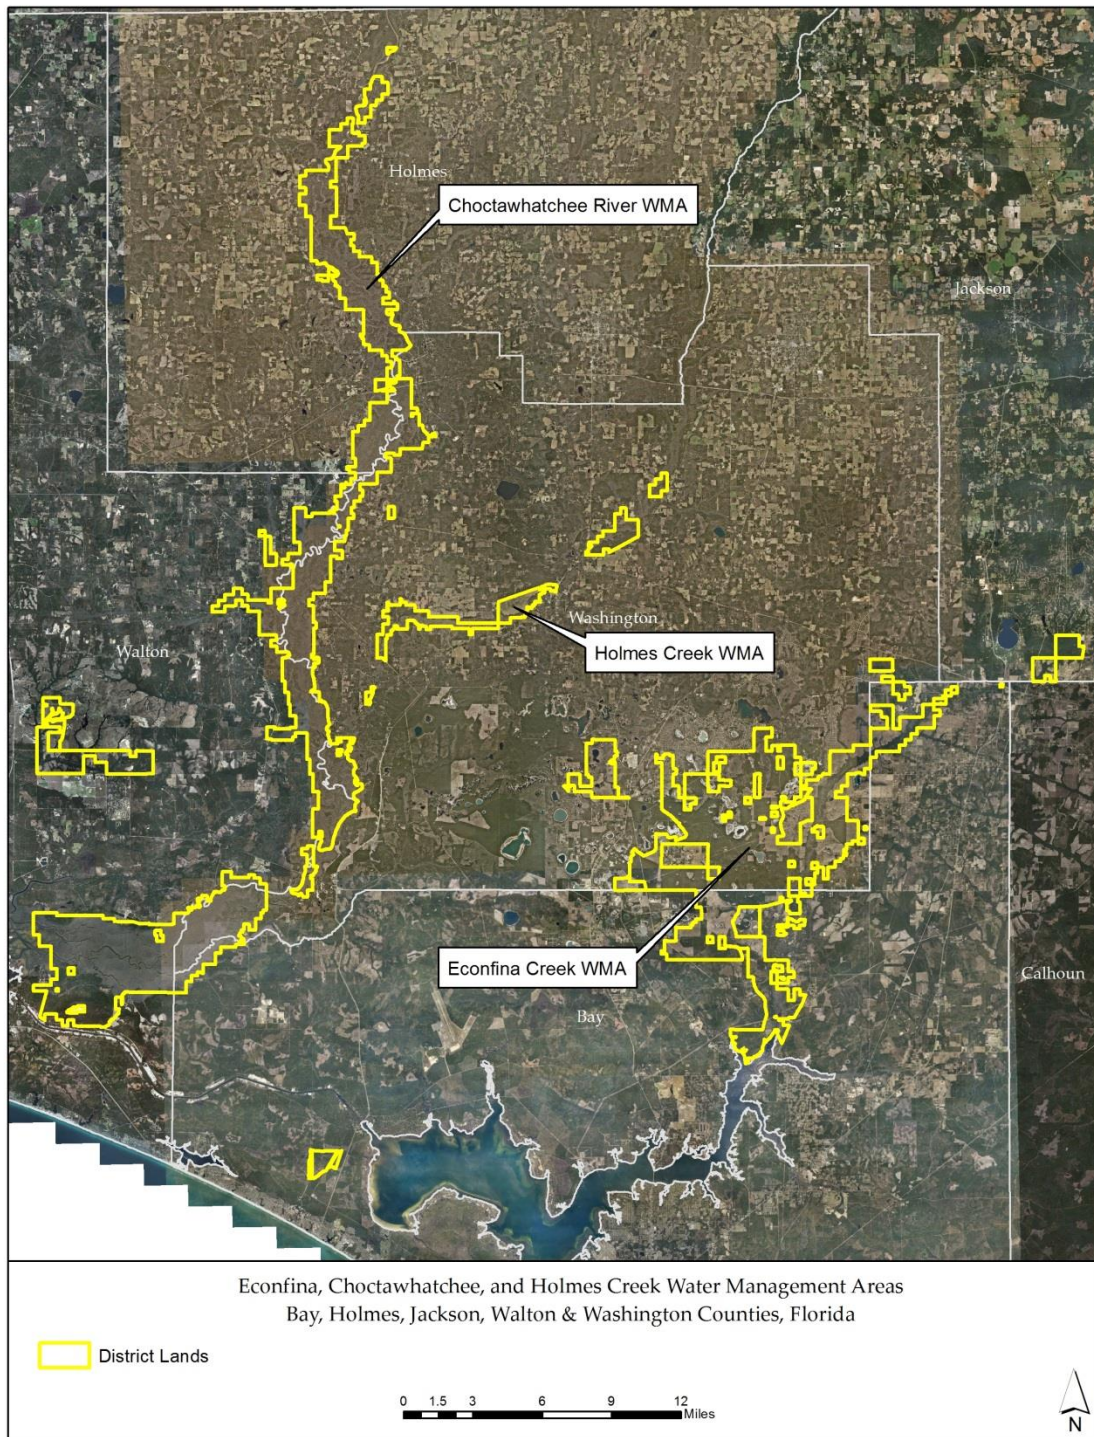 Holmes
Choctawhatchee River WMA
Jackson
Washington
Holmes Creek WMA
Walton
Econfina Creek WMA
Calhoun
Bay
Econfina, Choctawhatchee, and Holmes Creek Water Management Areas
Bay, Holmes, Jackson, Walton & Washington Counties, Florida
District Lands
0 1.5 3 6 9 12
Miles
N